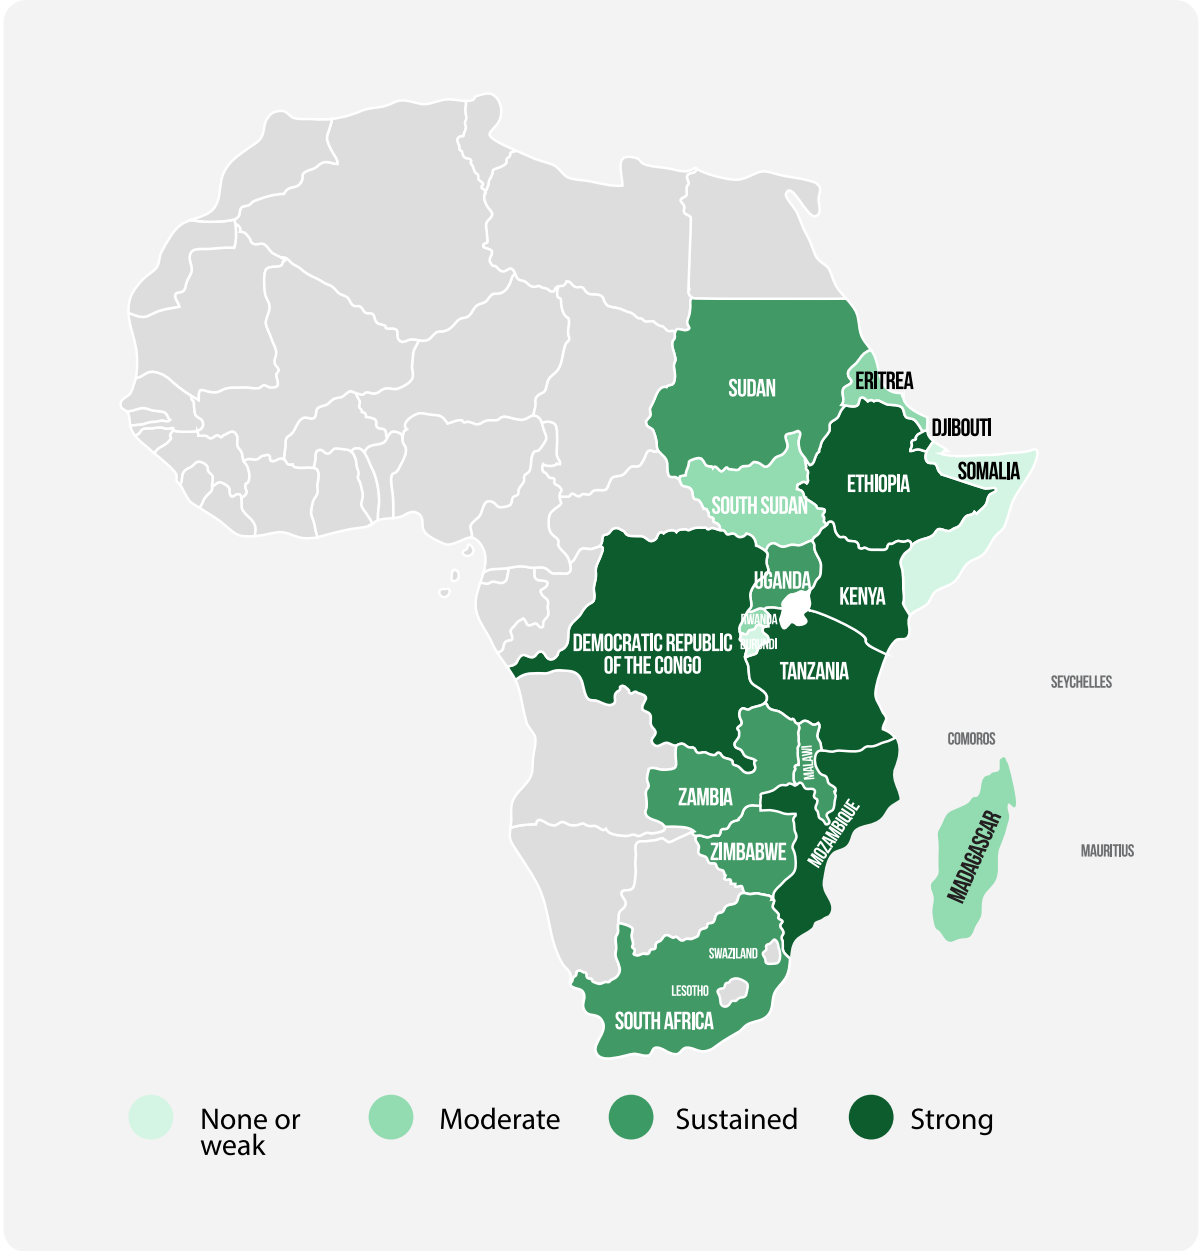 SUDAN
ERITREA
DJIBOUTI
SOMALIA
ETHIOPIA
SOUTH SUDAN
UGANDA
KENYA
RWANDA
BURUNDI
DEMOCRATIC REPUBLIC
OF THE CONGO
TANZANIA
SEYCHELLES
COMOROS
MALAWI
ZAMBIA
MOZAMBIQUE
ZIMBABWE
MADAGASCAR
MAURITIUS
SWAZILAND
LESOTHO
SOUTH AFRICA
None or
weak
Moderate
Sustained
Strong